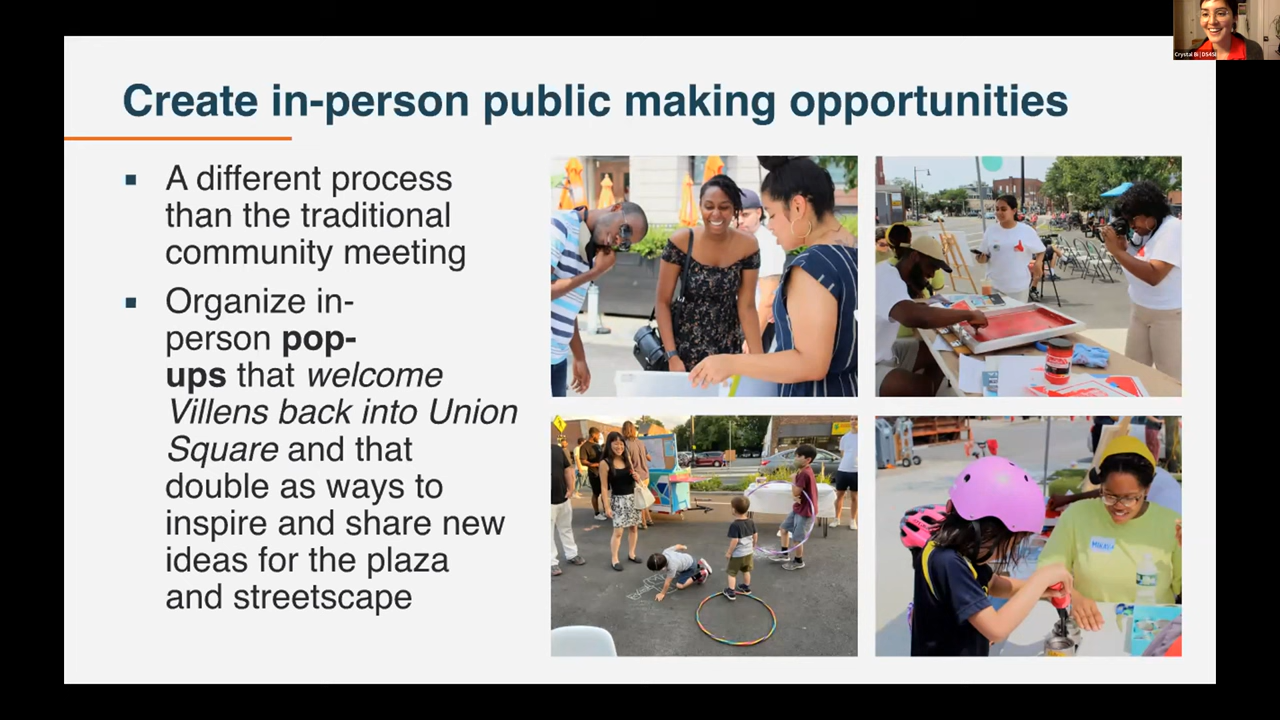 Crystal Bi | DS4SI
Create in-person public making opportunities
▪ A different process
than the traditional
community meeting
▪ Organize in-
person pop-
ups that welcome
Villens back into Union
Square and that
double as ways to
inspire and share new
ideas for the plaza
and streetscape